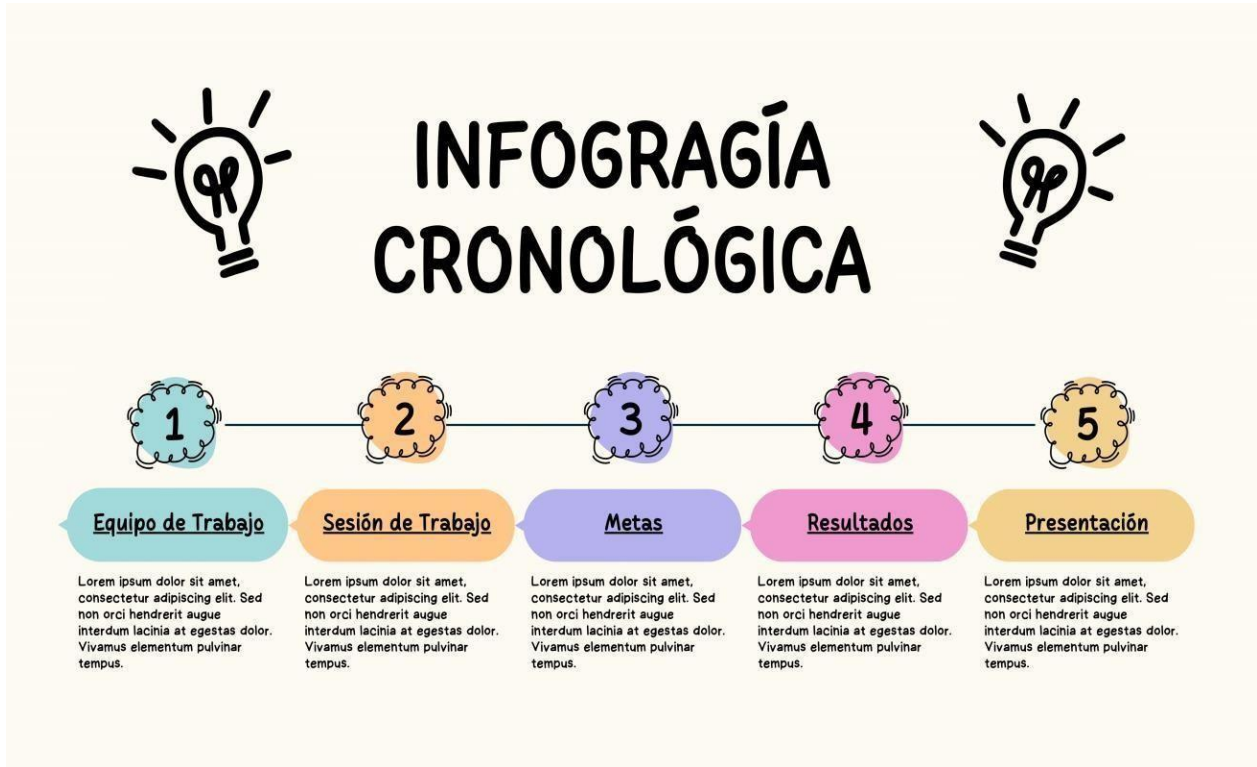 INFOGRAGÍA
CRONOLÓGICA
1
2
3
4
5
Equipo de Trabajo
Lorem ipsum dolor sit amet,
consectetur adipiscing elit. Sed
non orci hendrerit augue
interdum lacinia at egestas dolor.
Vivamus elementum pulvinar
tempus.
Sesión de Trabajo
Lorem ipsum dolor sit amet,
consectetur adipiscing elit. Sed
non orci hendrerit augue
interdum lacinia at egestas dolor.
Vivamus elementum pulvinar
tempus.
Metas
Lorem ipsum dolor sit amet,
consectetur adipiscing elit. Sed
non orci hendrerit augue
interdum lacinia at egestas dolor.
Vivamus elementum pulvinar
tempus.
Resultados
Lorem ipsum dolor sit amet,
consectetur adipiscing elit. Sed
non orci hendrerit augue
interdum lacinia at egestas dolor.
Vivamus elementum pulvinar
tempus.
Presentación
Lorem ipsum dolor sit amet,
consectetur adipiscing elit. Sed
non orci hendrerit augue
interdum lacinia at egestas dolor.
Vivamus elementum pulvinar
tempus.